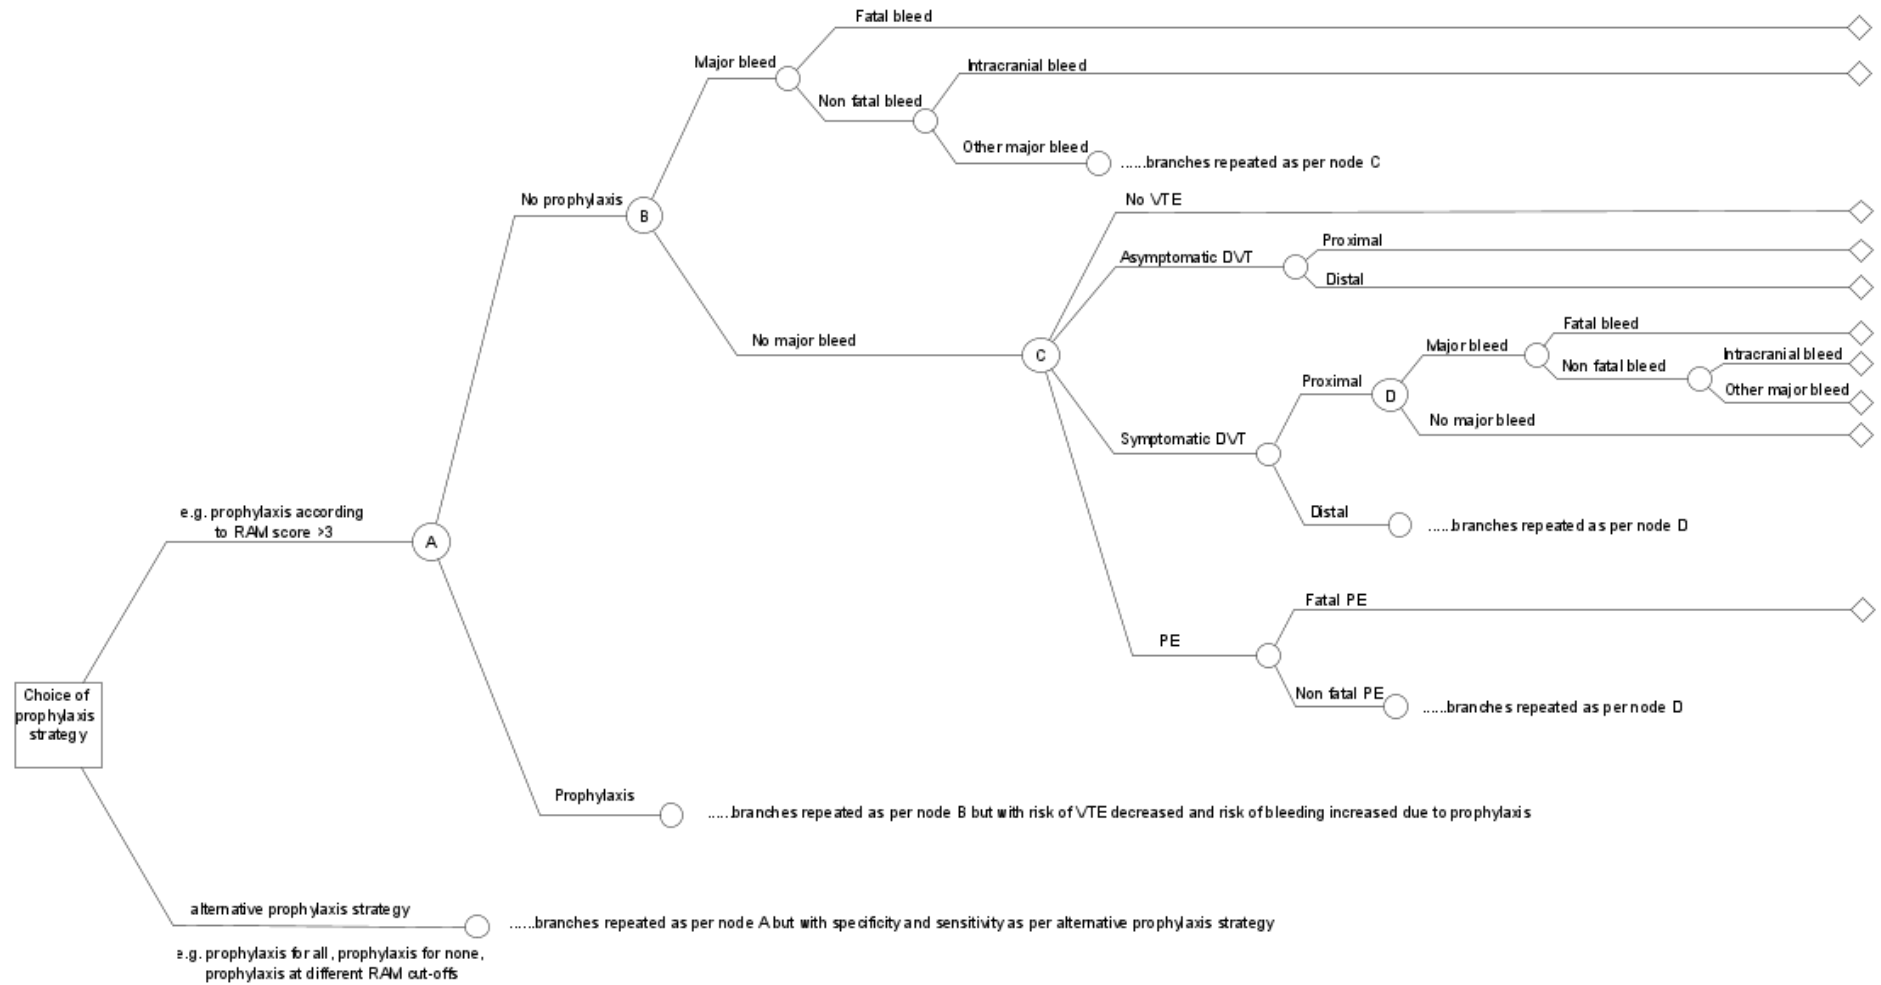 Fatal bleed
Major bleed
Intracranial bleed
Non fatal bleed
Other major bleed
......branches repeated as per node C
No prophylaxis
B
No VTE
Proximal
Asymptomatic DVT
Distal
Fatal bleed
Major bleed
Intracranial bleed
Non fatal bleed
Other major bleed
No major bleed
C
Proximal
D
No major bleed
Symptomatic DVT
Distal
......branches repeated as per node D
e.g. prophylaxis according
to RAM score >3
A
Fatal PE
PE
Non fatal PE
......branches repeated as per node D
Choice of
prophylaxis
strategy
Prophylaxis
......branches repeated as per node B but with risk of VTE decreased and risk of bleeding increased due to prophylaxis
alternative prophylaxis strategy
......branches repeated as per node A but with specificity and sensitivity as per alternative prophylaxis strategy
e.g. prophylaxis for all, prophylaxis for none,
prophylaxis at different RAM cut-offs